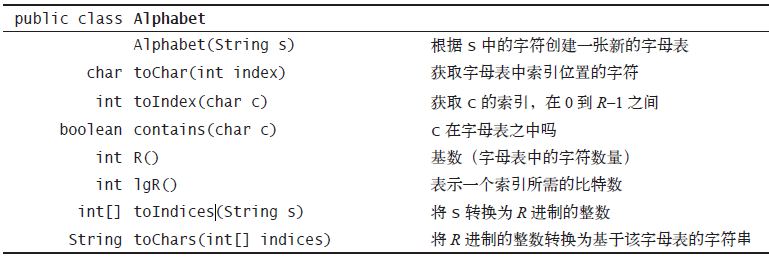 public class Alphabet
Alphabet(String s) 根据 s 中的字符创建一张新的字母表
char toChar(int index) 获取字母表中索引位置的字符
int toIndex(char c) 获取 c 的索引，在 0 到 R–1 之间
boolean contains(char c) c 在字母表之中吗
int R() 基数（字母表中的字符数量）
int lgR() 表示一个索引所需的比特数
int[] toIndices(String s) 将 s 转换为 R 进制的整数
String toChars(int[] indices) 将 R 进制的整数转换为基于该字母表的字符串